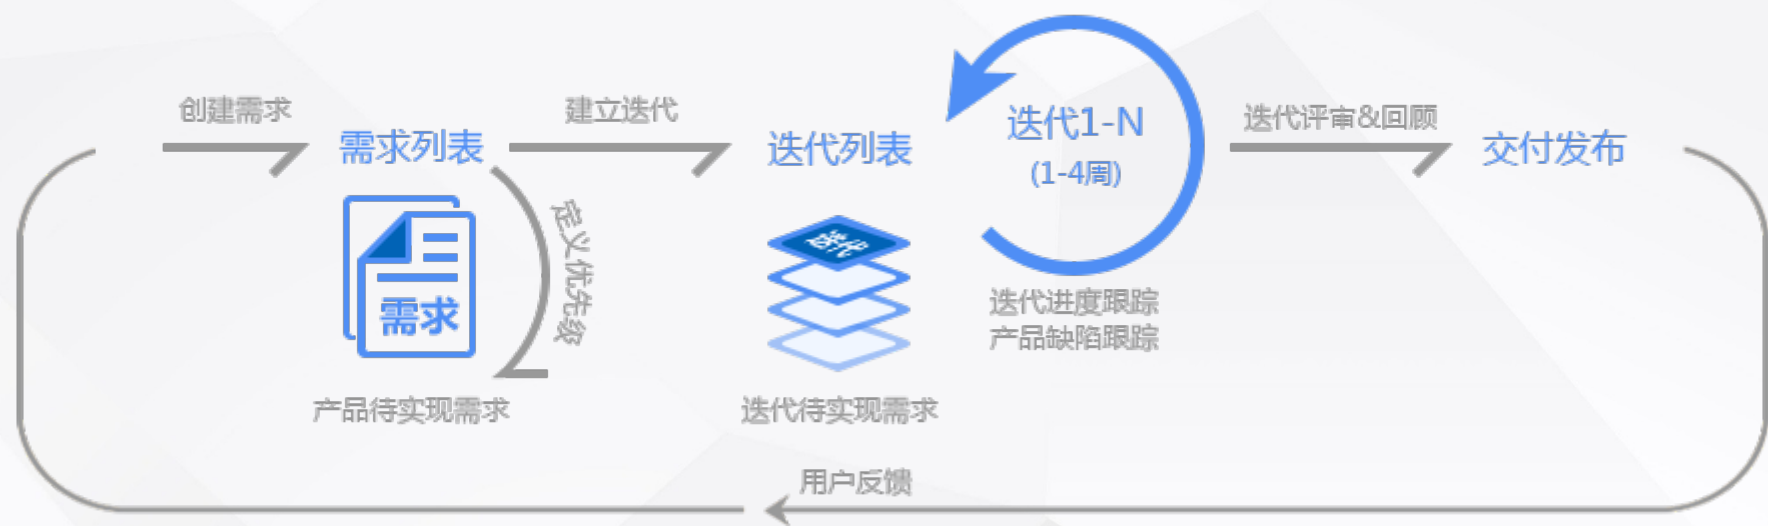 创建需求
需求列表
定义优先级
需求
产品待实现需求
建立迭代
迭代列表
迭代
迭代待实现需求
迭代1-N
(1-4周)
迭代进度跟踪
产品缺陷跟踪
迭代评审&回顾
交付发布
用户反馈